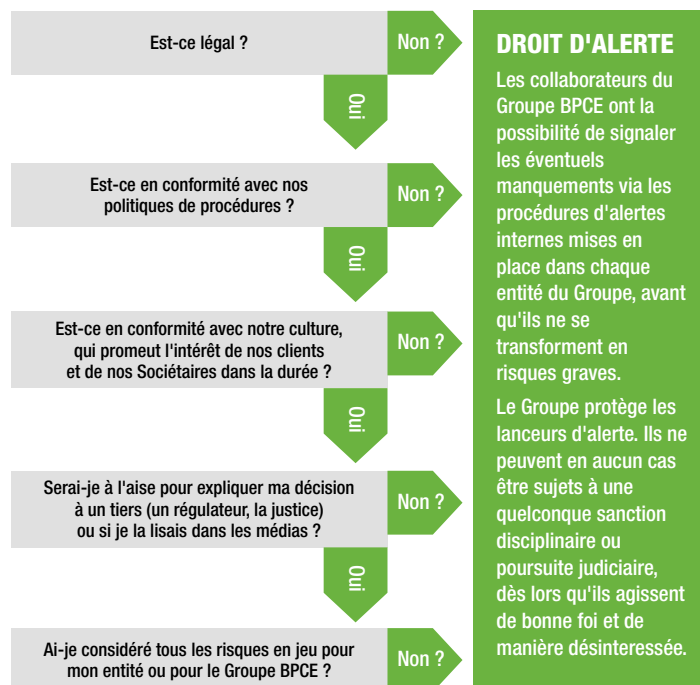 Est-ce légal ?
Non ?
Oui
Est-ce en conformité avec nos
politiques de procédures ?
Non ?
Oui
Est-ce en conformité avec notre culture,
qui promeut l'intérêt de nos clients
et de nos Sociétaires dans la durée ?
Non ?
Oui
Serai-je à l'aise pour expliquer ma décision
à un tiers (un régulateur, la justice)
ou si je la lisais dans les médias ?
Non ?
Oui
Ai-je considéré tous les risques en jeu pour
mon entité ou pour le Groupe BPCE ?
Non ?
DROIT D'ALERTE
Les collaborateurs du
Groupe BPCE ont la
possibilité de signaler
les éventuels
manquements via les
procédures d'alertes
internes mises en
place dans chaque
entité du Groupe, avant
qu'ils ne se
transforment en
risques graves.
Le Groupe protège les
lanceurs d'alerte. Ils ne
peuvent en aucun cas
être sujets à une
quelconque sanction
disciplinaire ou
poursuite judiciaire,
dès lors qu'ils agissent
de bonne foi et de
manière désinteressée.